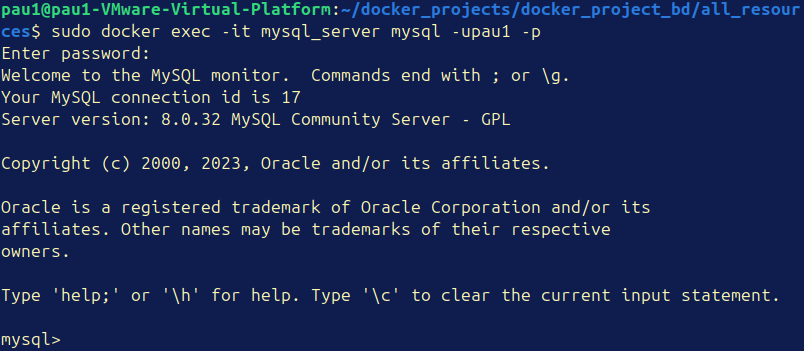 pau1@pau1-VMware-Virtual-Platform:~/docker_projects/docker_project_bd/all_resour
ces$ sudo docker exec -it mysql_server mysql -upau1 -p
Enter password:
Welcome to the MySQL monitor.  Commands end with ; or \g.
Your MySQL connection id is 17
Server version: 8.0.32 MySQL Community Server - GPL

Copyright (c) 2000, 2023, Oracle and/or its affiliates.

Oracle is a registered trademark of Oracle Corporation and/or its
affiliates. Other names may be trademarks of their respective
owners.

Type 'help;' or '\h' for help. Type '\c' to clear the current input statement.

mysql>